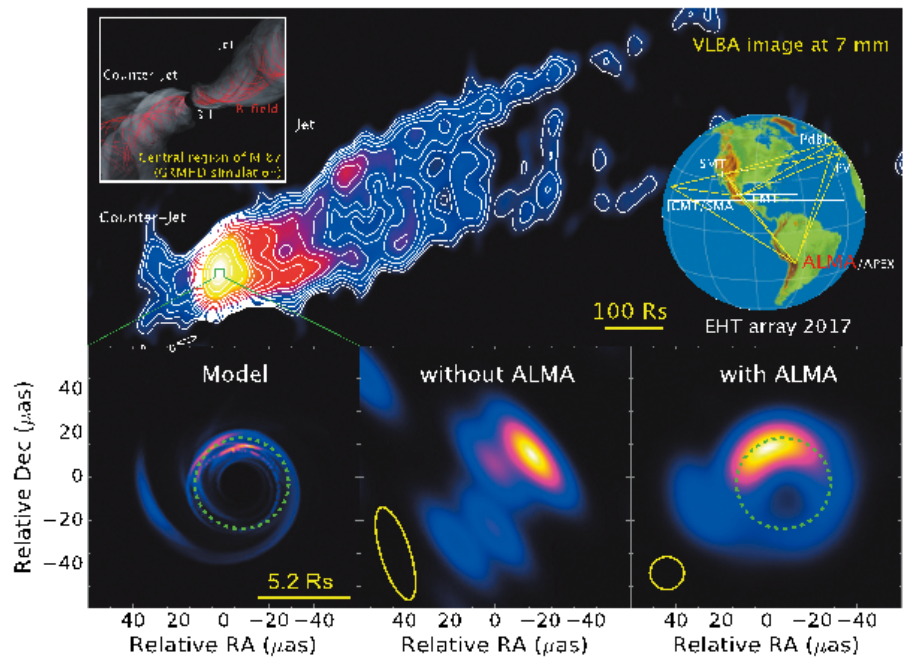 Jet
Counter Jet
B-field
Central region of M 87
(GRMHD simulation)
VLBA image at 7 mm
Jet
Counter-Jet
PdBI
SMT
PV
LMT
JCMT/SMA
ALMA/APEX
100 Rs
EHT array 2017
Model
without ALMA
with ALMA
Relative Dec (μas)
40
20
0
−20
−40
5.2 Rs
60 40 20 0 −20 −40
40 20 0 −20 −40
40 20 0 −20 −40 −60
Relative RA (μas)
Relative RA (μas)
Relative RA (μas)